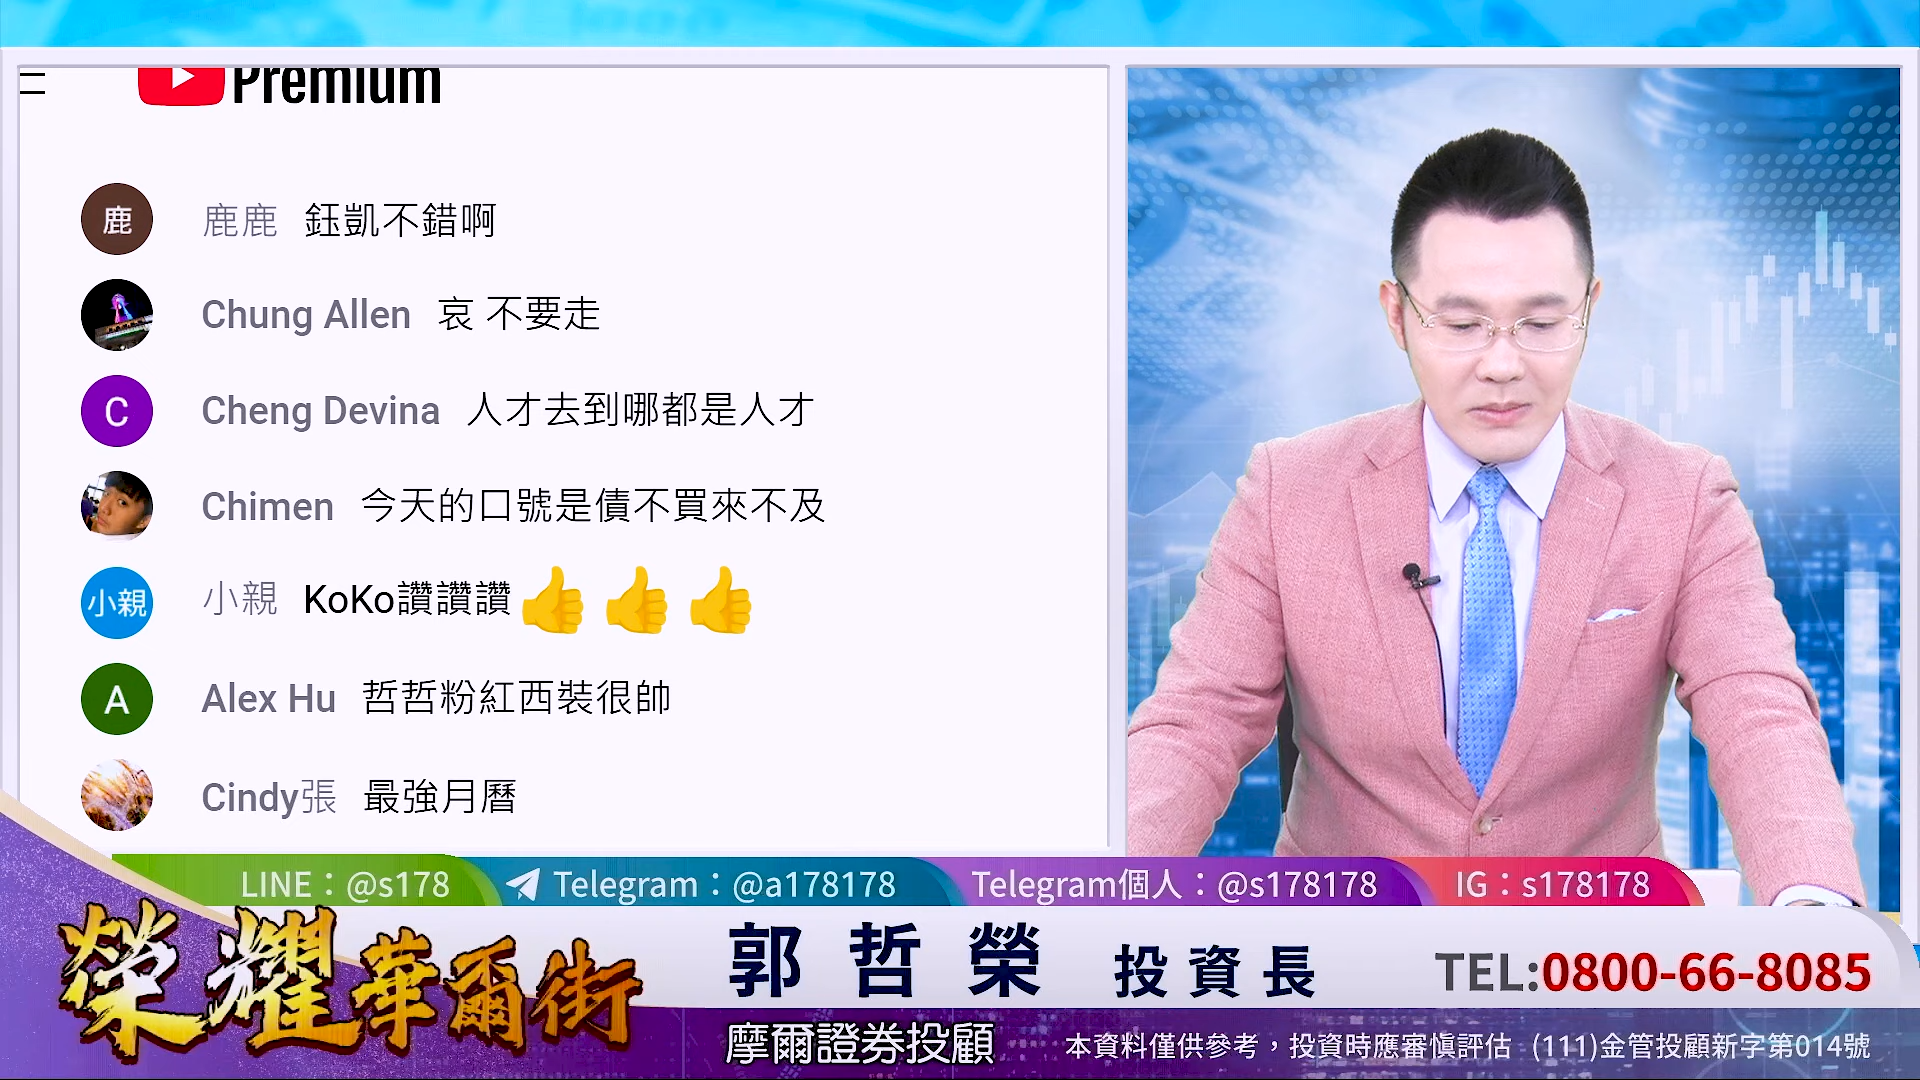 Premium
鹿 鹿鹿 鈺凱不錯啊
Chung Allen 哀 不要走
C Cheng Devina 人才去到哪都是人才
Chimen 今天的口號是債不買來不及
小親 小親 KoKo讚讚讚👍👍👍
A Alex Hu 哲哲粉紅西裝很帥
Cindy張 最強月曆
LINE：@s178 Telegram：@a178178 Telegram個人：@s178178 IG：s178178
榮耀華爾街
郭哲榮 投資長 TEL:0800-66-8085
摩爾證券投顧 本資料僅供參考，投資時應審慎評估 (111)金管投顧新字第014號